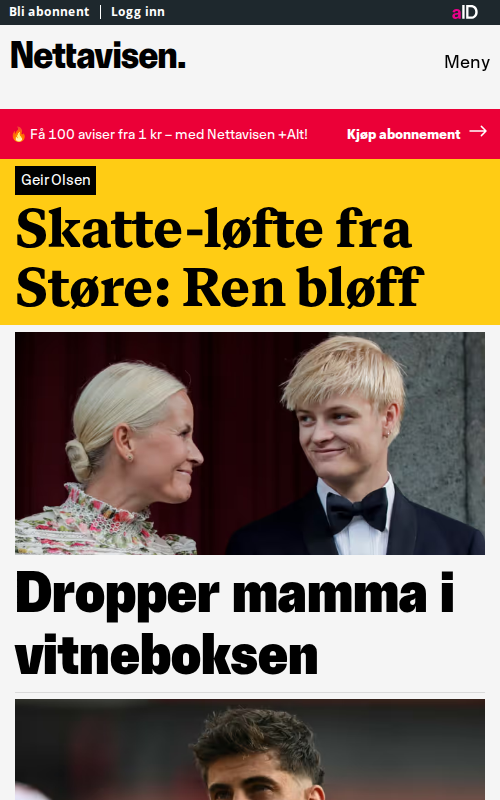 Bli abonnent | Logg inn
aID
Nettavisen.
Meny
🔥 Få 100 aviser fra 1 kr – med Nettavisen +Alt!
Kjøp abonnement →
Geir Olsen
Skatte-løfte fra
Støre: Ren bløff
Dropper mamma i
vitneboksen